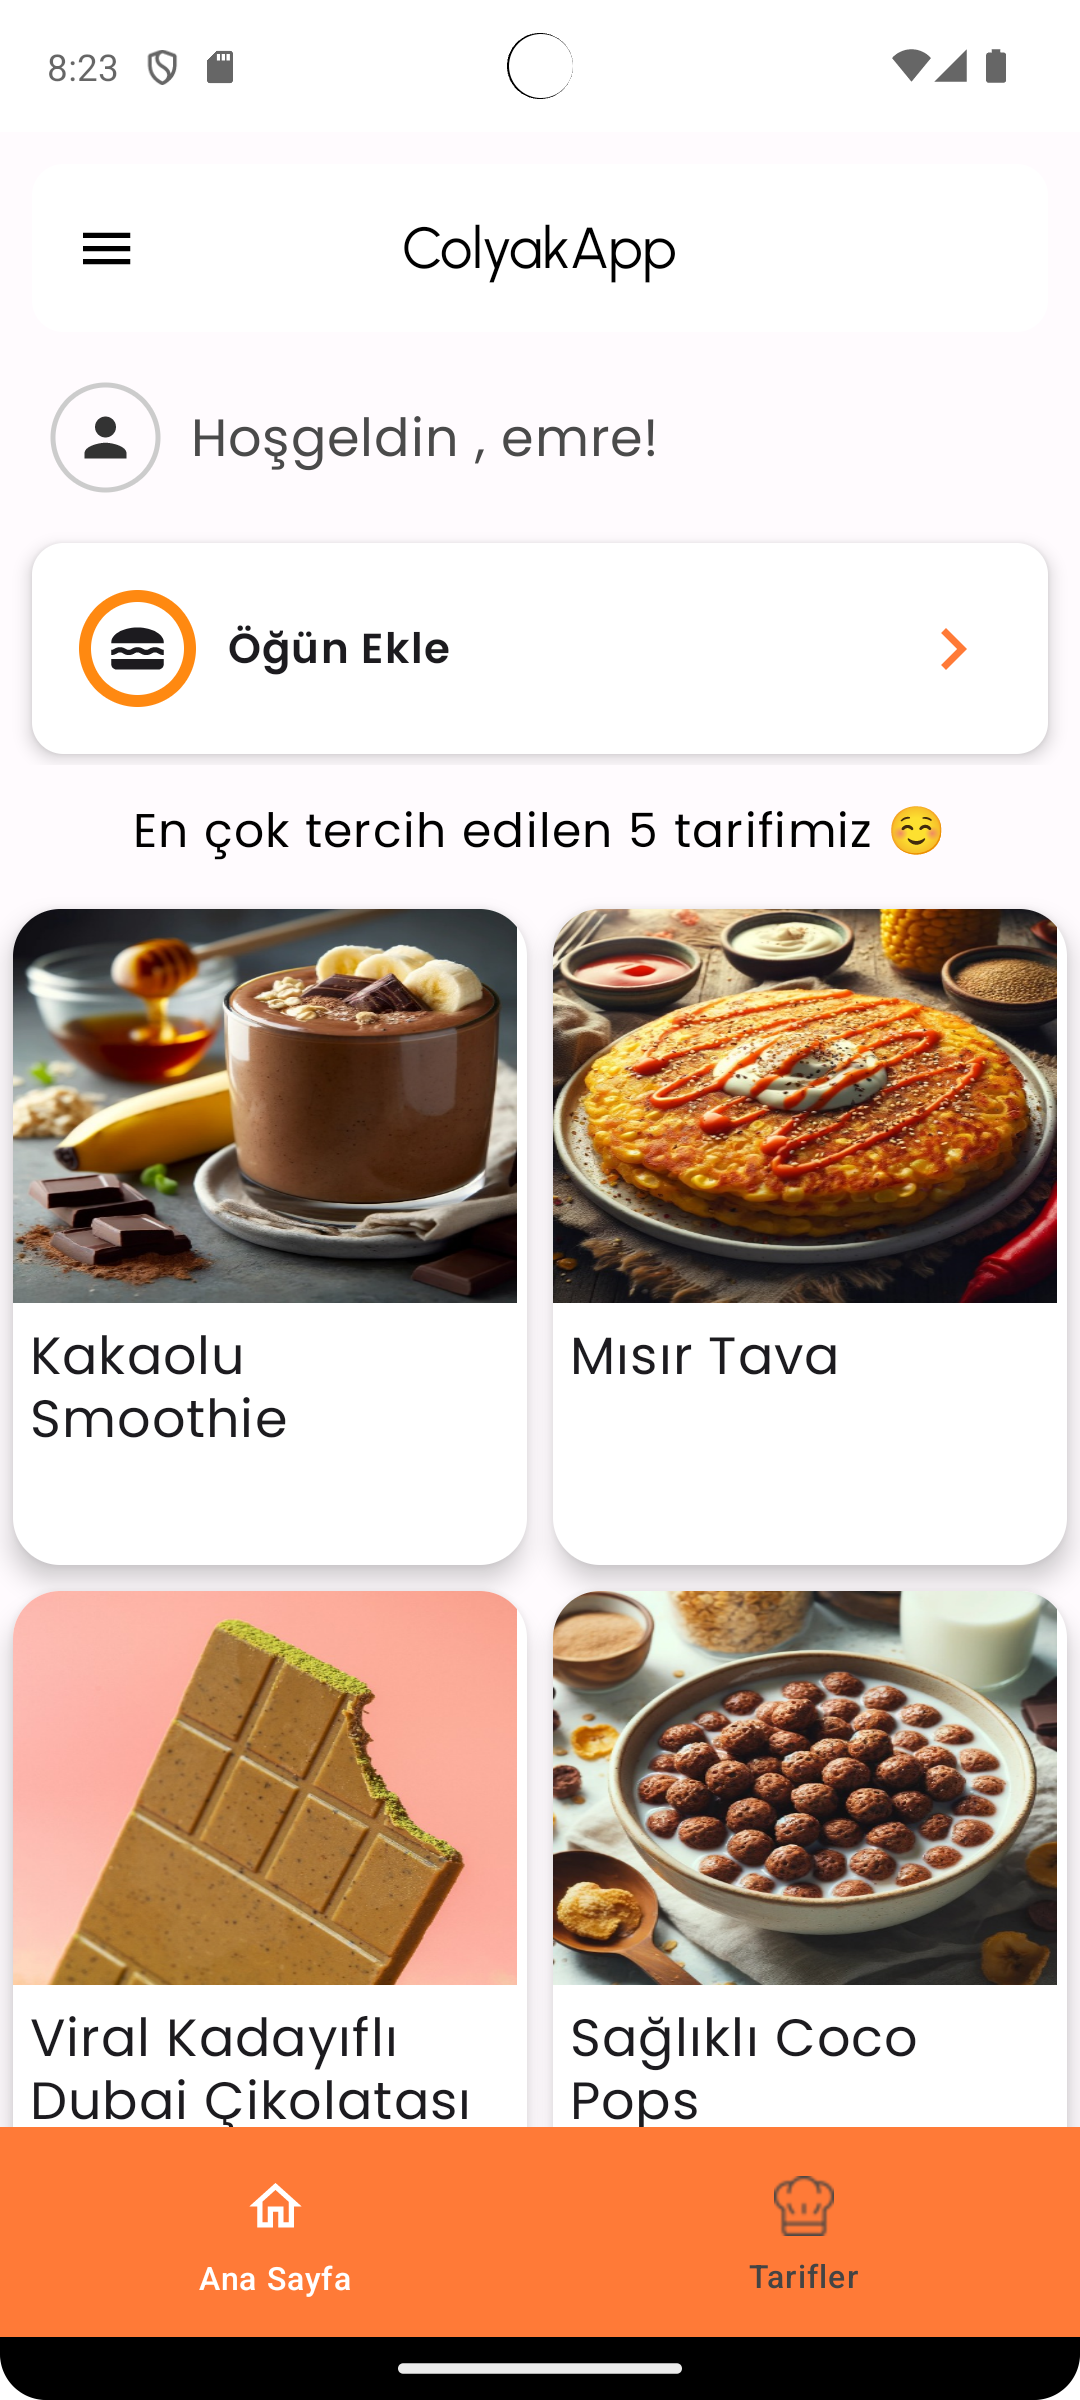 8:23
ColyakApp
Hoşgeldin , emre!
Öğün Ekle
En çok tercih edilen 5 tarifimiz ☺️
Kakaolu
Smoothie
Mısır Tava
Viral Kadayıflı
Dubai Çikolatası
Sağlıklı Coco
Pops
Ana Sayfa
Tarifler